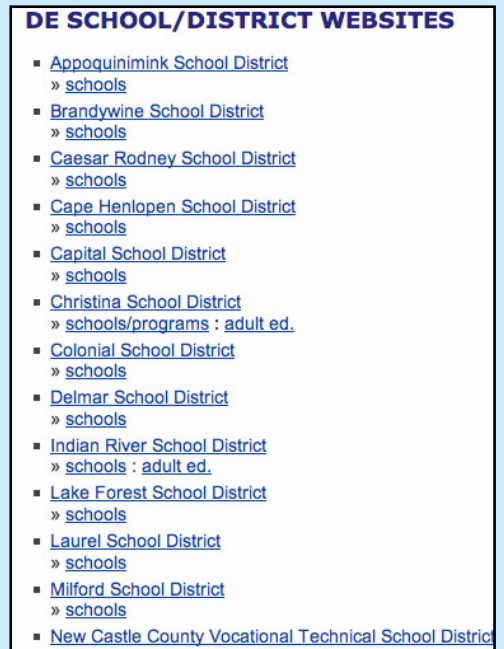 DE SCHOOL/DISTRICT WEBSITES
▪ Appoquinimink School District
» schools
▪ Brandywine School District
» schools
▪ Caesar Rodney School District
» schools
▪ Cape Henlopen School District
» schools
▪ Capital School District
» schools
▪ Christina School District
» schools/programs : adult ed.
▪ Colonial School District
» schools
▪ Delmar School District
» schools
▪ Indian River School District
» schools : adult ed.
▪ Lake Forest School District
» schools
▪ Laurel School District
» schools
▪ Milford School District
» schools
▪ New Castle County Vocational Technical School District